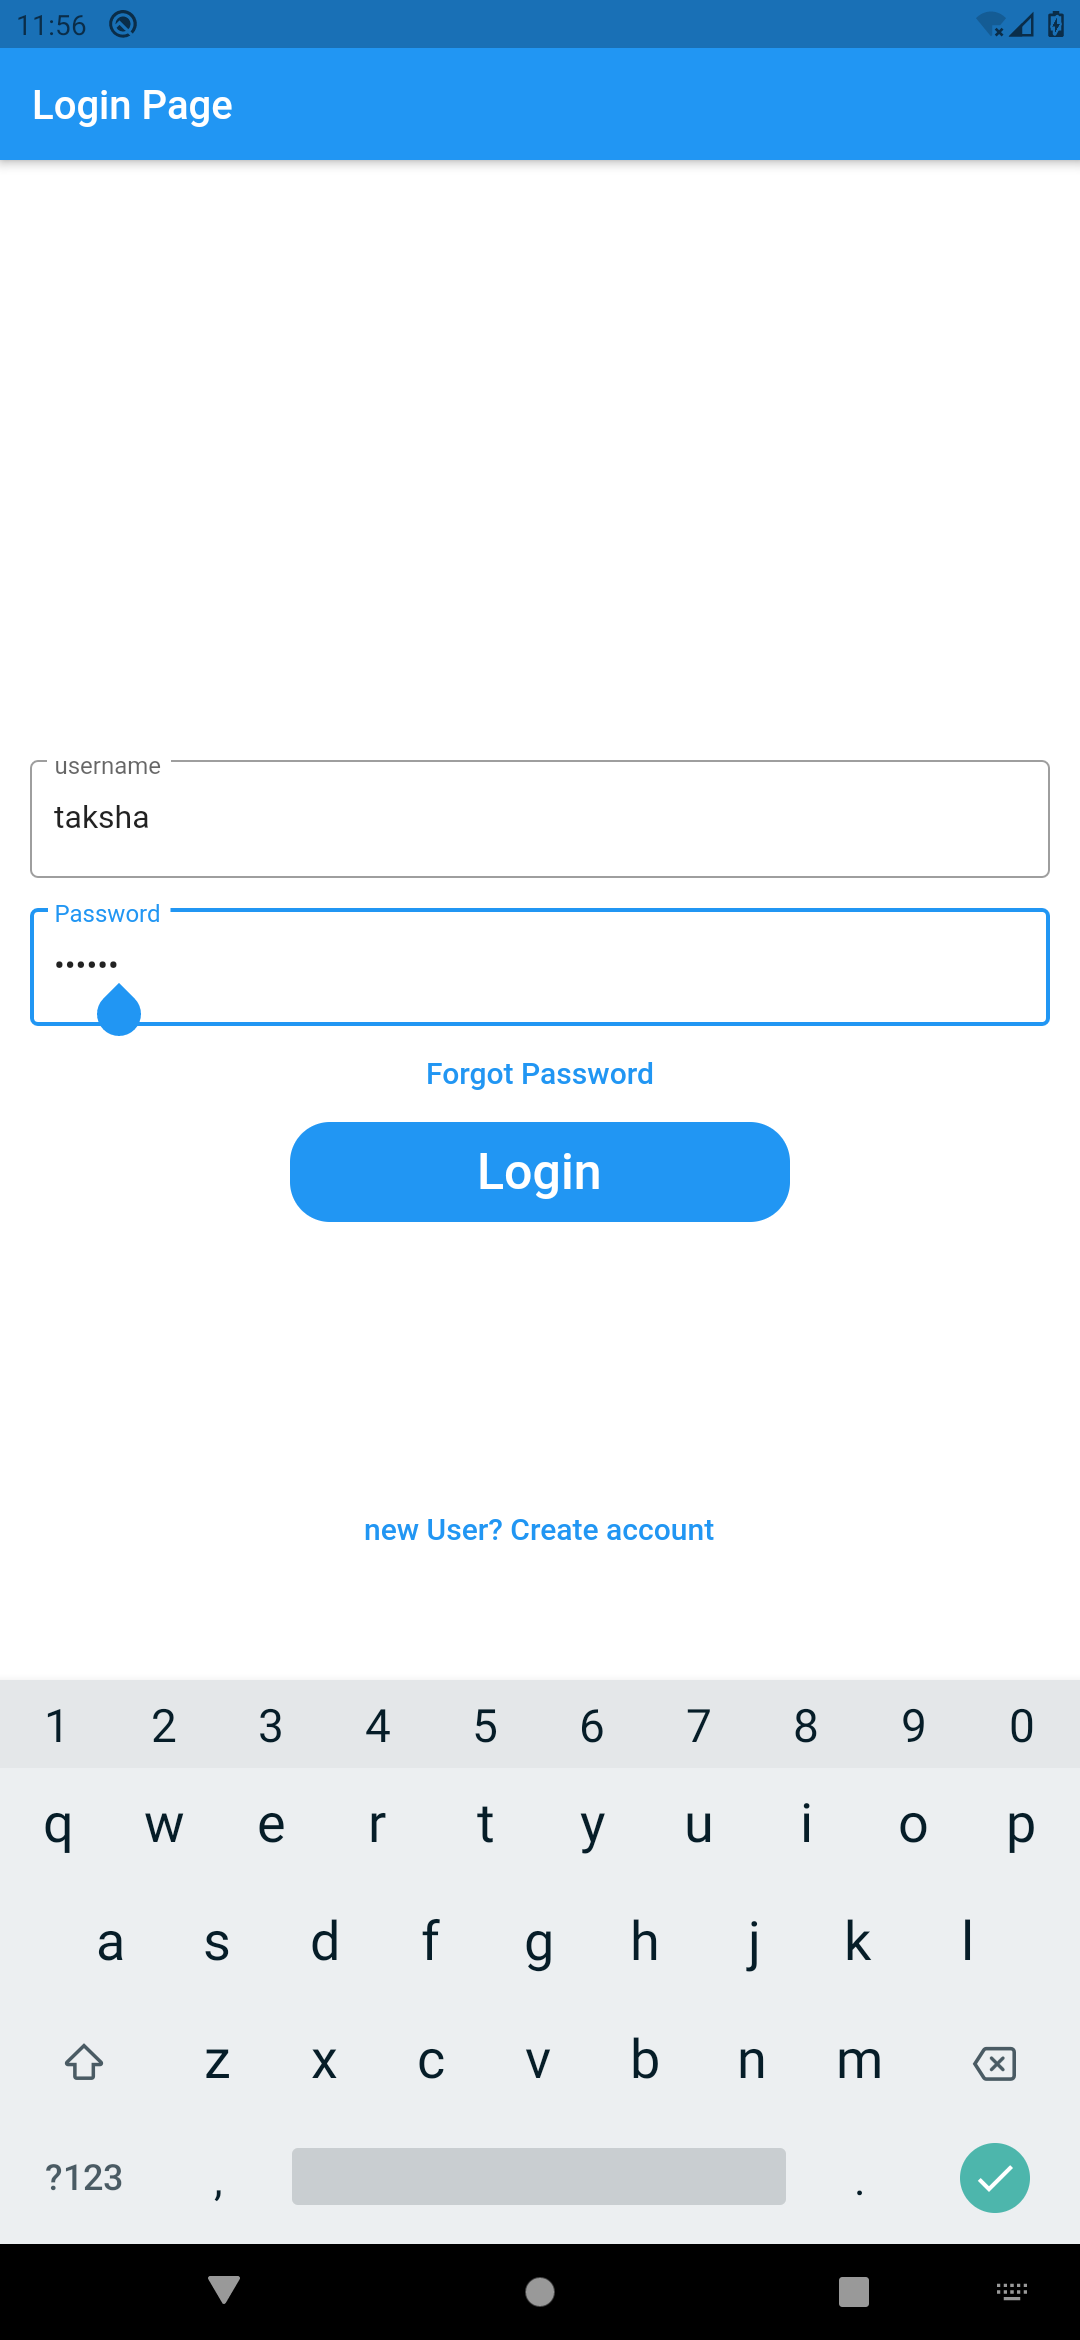 11:56
Login Page
username
taksha
Password
••••••
Forgot Password
Login
new User? Create account
1 2 3 4 5 6 7 8 9 0
q w e r t y u i o p
a s d f g h j k l
z x c v b n m
?123 , .